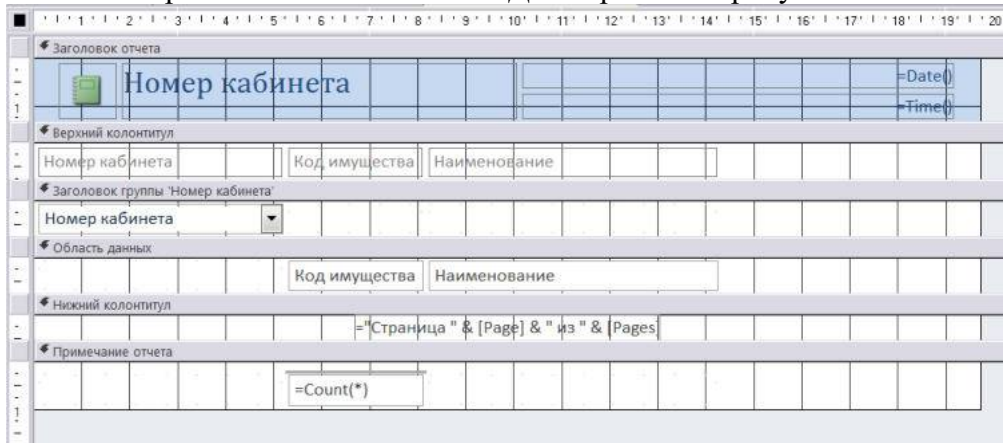 1 2 3 4 5 6 7 8 9 10 11 12 13 14 15 16 17 18 19 20
Заголовок отчета
Номер кабинета
=Date()
1
=Time()
Верхний колонтитул
Номер кабинета Код имущества Наименование
Заголовок группы 'Номер кабинета'
Номер кабинета
Область данных
Код имущества Наименование
Нижний колонтитул
="Страница " & [Page] & " из " & [Pages]
Примечание отчета
=Count(*)
1